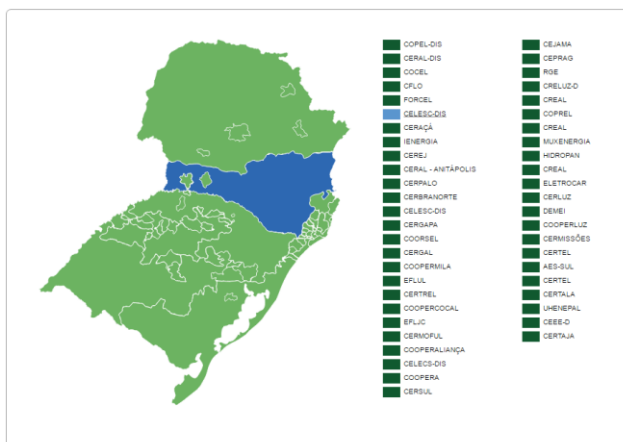 COPEL-DIS
CERAL-DIS
COCEL
CFLO
FORCEL
CELESC-DIS
CERAÇÁ
IENERGIA
CEREJ
CERAL - ANITÁPOLIS
CERPALO
CERBRANORTE
CELESC-DIS
CERGAPA
COORSEL
CERGAL
COOPERMILA
EFLUL
CERTREL
COOPERCOCAL
EFLJC
CERMOFUL
COOPERALIANÇA
CELECS-DIS
COOPERA
CERSUL
CEJAMA
CEPRAG
RGE
CRELUZ-D
CREAL
COPREL
CREAL
MUXENERGIA
HIDROPAN
CREAL
ELETROCAR
CERLUZ
DEMEI
COOPERLUZ
CERMISSÕES
CERTEL
AES-SUL
CERTEL
CERTALA
UHENEPAL
CEEE-D
CERTAJA